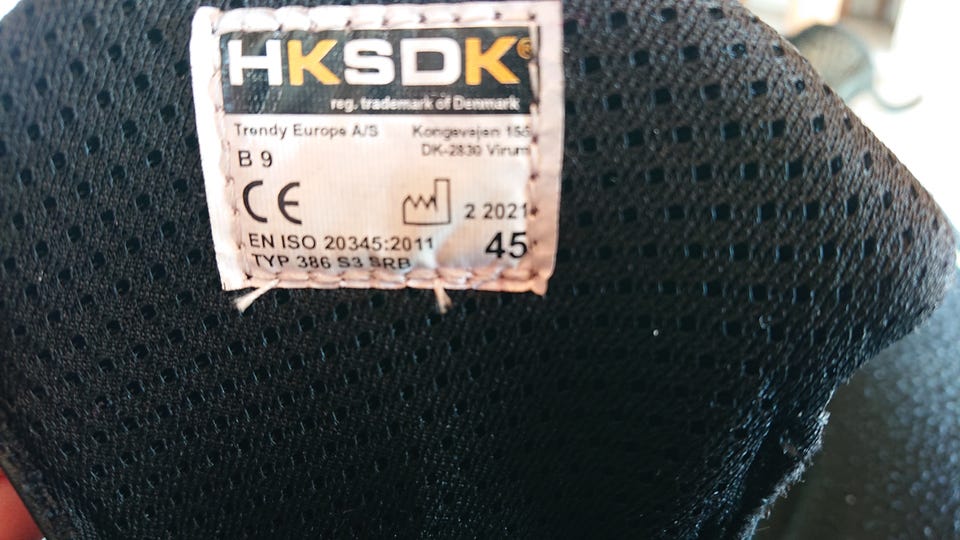 HKSDK®
reg. trademark of Denmark
Trendy Europe A/S
Kongevejen 155
DK-2830 Virum
B 9
CE
2 2021
EN ISO 20345:2011
45
TYP 386 S3 SRB